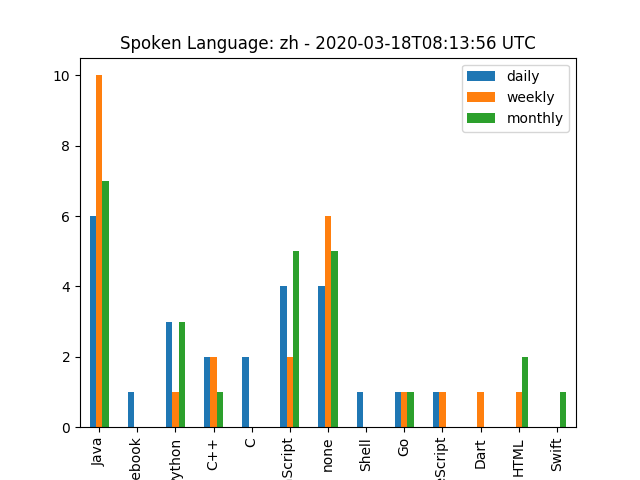 Spoken Language: zh - 2020-03-18T08:13:56 UTC
daily
weekly
monthly
10
8
6
4
2
0
Java
ebook
ython
C++
C
Script
none
Shell
Go
eScript
Dart
HTML
Swift